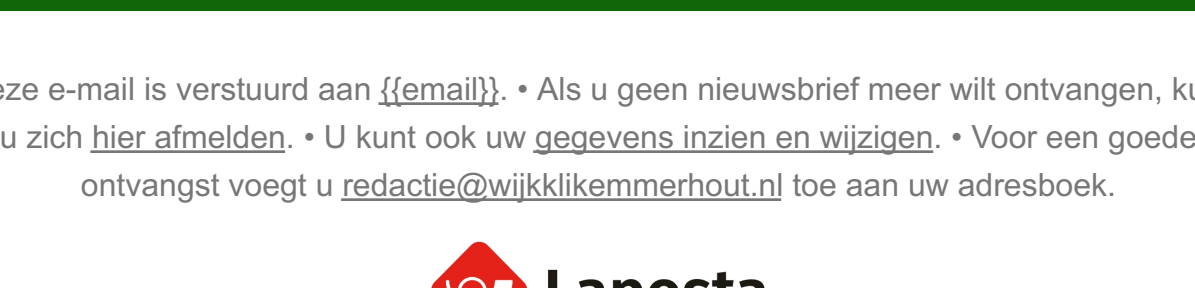 eze e-mail is verstuurd aan {{email}}. • Als u geen nieuwsbrief meer wilt ontvangen, ku
u zich hier afmelden. • U kunt ook uw gegevens inzien en wijzigen. • Voor een goede
ontvangst voegt u redactie@wijkklikemmerhout.nl toe aan uw adresboek.
Laposta